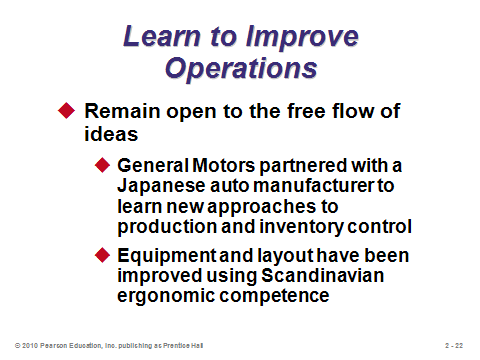 Learn to Improve
Operations
Remain open to the free flow of
ideas
General Motors partnered with a
Japanese auto manufacturer to
learn new approaches to
production and inventory control
Equipment and layout have been
improved using Scandinavian
ergonomic competence
© 2010 Pearson Education, Inc. publishing as Prentice Hall
2 - 22